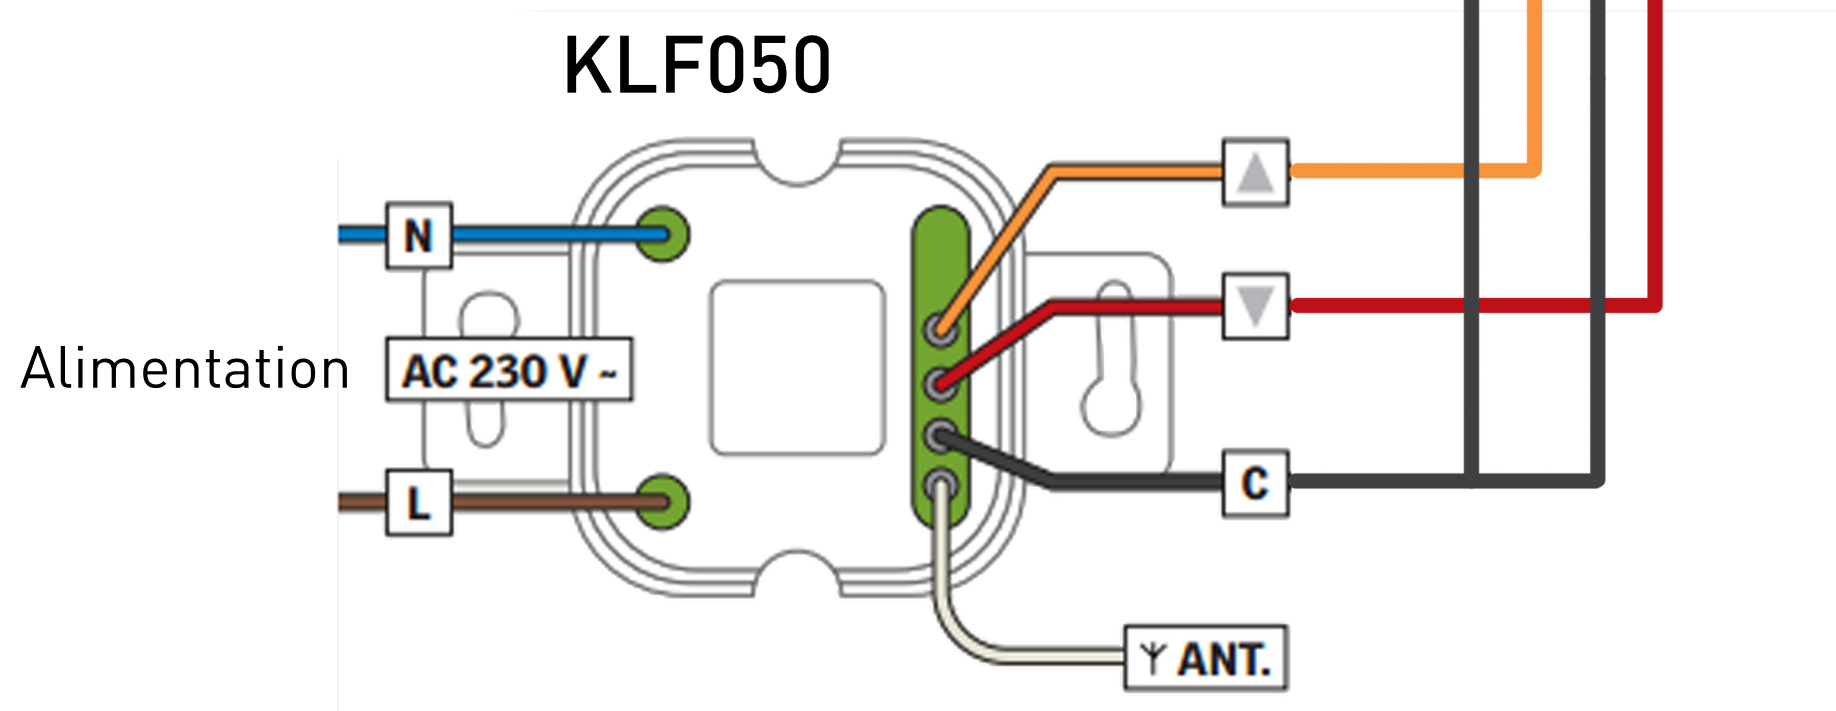 KLF050
N
Alimentation
AC 230 V ~
L
C
ANT.